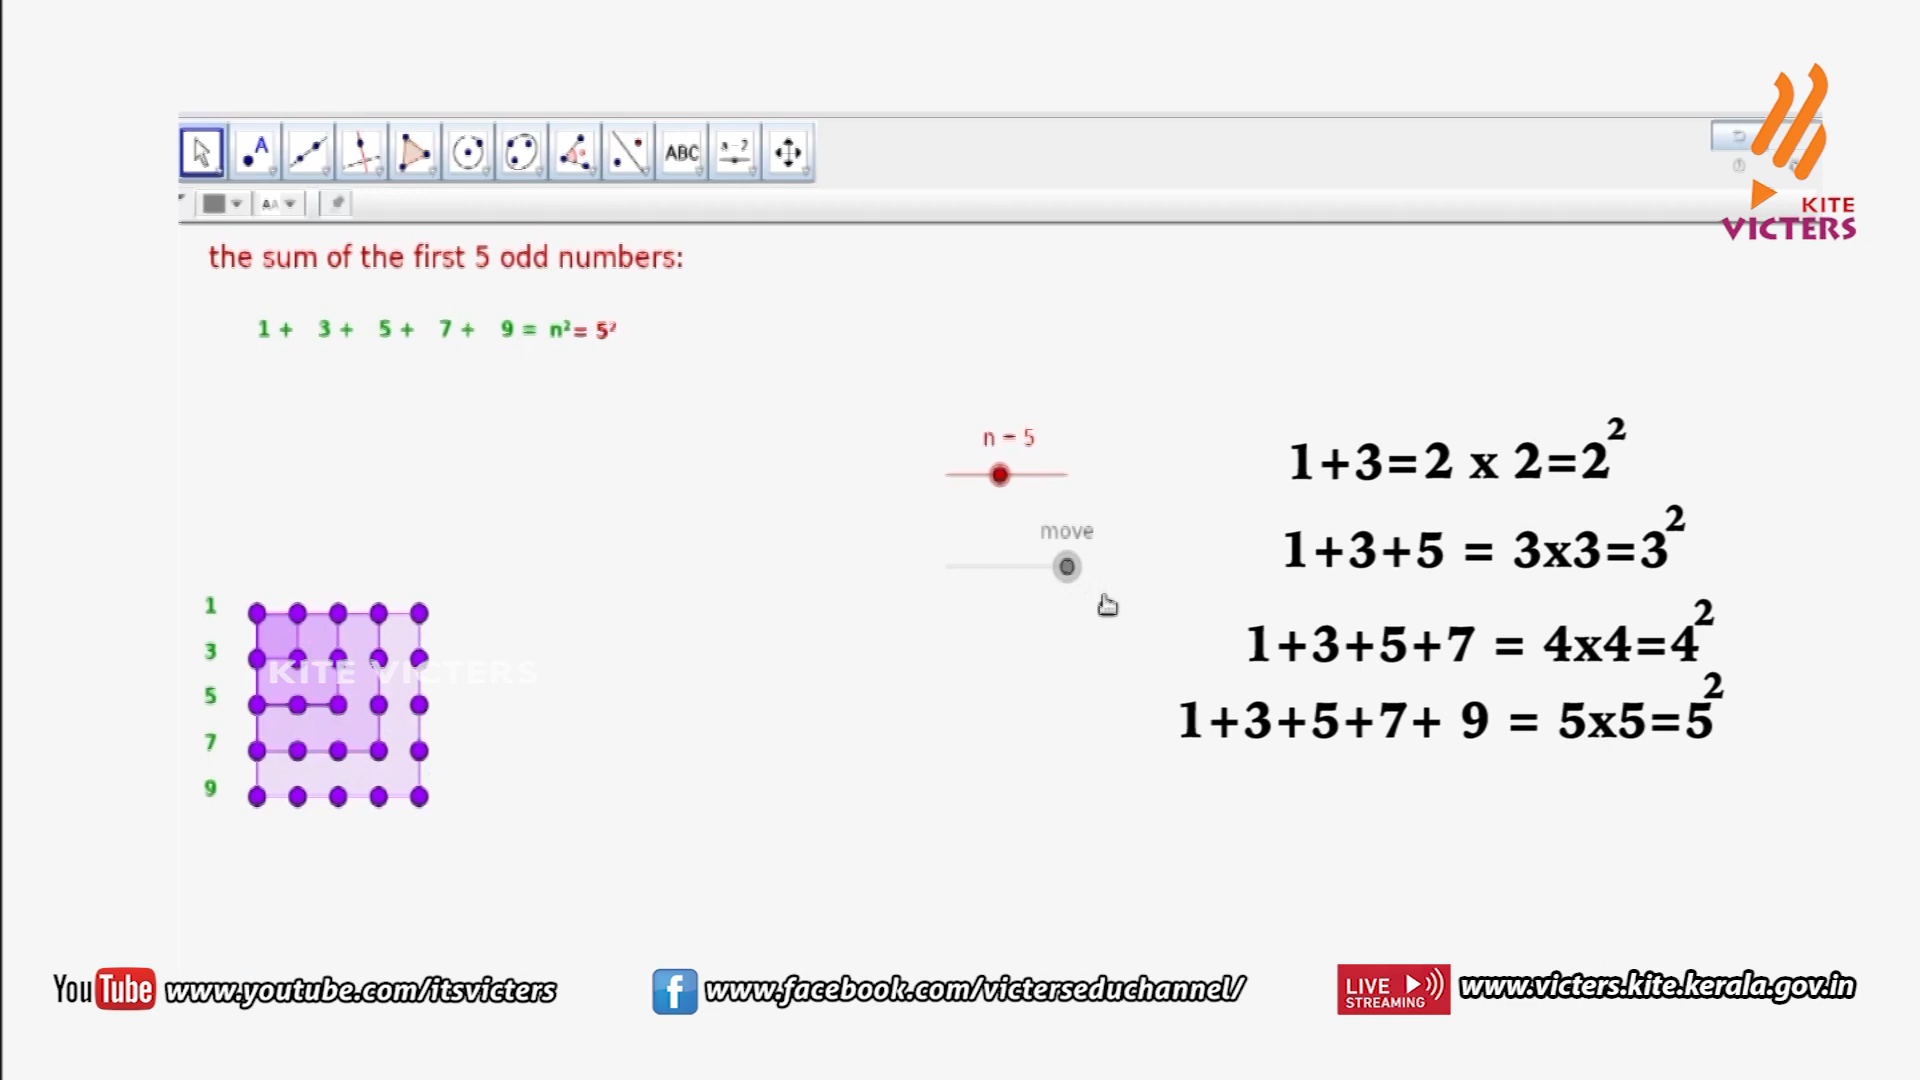 A
ABC
a=2
AA
KITE
VICTERS
the sum of the first 5 odd numbers:
1 + 3 + 5 + 7 + 9 = n² = 5²
n = 5
move
1+3=2 x 2=2²
1+3+5 = 3x3=3²
1+3+5+7 = 4x4=4²
1+3+5+7+ 9 = 5x5=5²
1
3
5
7
9
KITE VICTERS
YouTube www.youtube.com/itsvicters
f www.facebook.com/victerseduchannel/
LIVE STREAMING www.victers.kite.kerala.gov.in